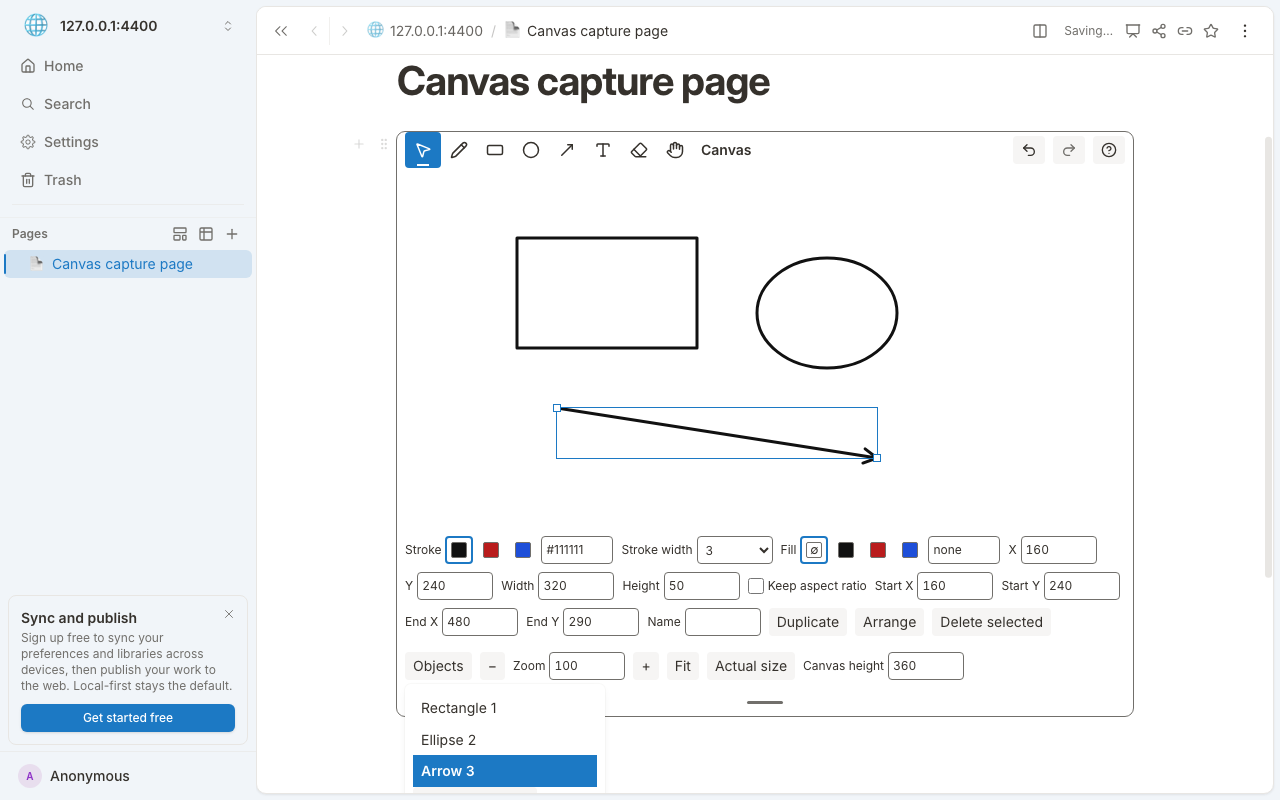 127.0.0.1:4400
Home
Search
Settings
Trash
Pages
Canvas capture page
Sync and publish
Sign up free to sync your
preferences and libraries across
devices, then publish your work to
the web. Local-first stays the default.
Get started free
A Anonymous
127.0.0.1:4400 / Canvas capture page
Saving...
Canvas capture page
Canvas
Stroke #111111 Stroke width 3 Fill none X 160
Y 240 Width 320 Height 50 Keep aspect ratio Start X 160 Start Y 240
End X 480 End Y 290 Name Duplicate Arrange Delete selected
Objects − Zoom 100 + Fit Actual size Canvas height 360
Rectangle 1
Ellipse 2
Arrow 3